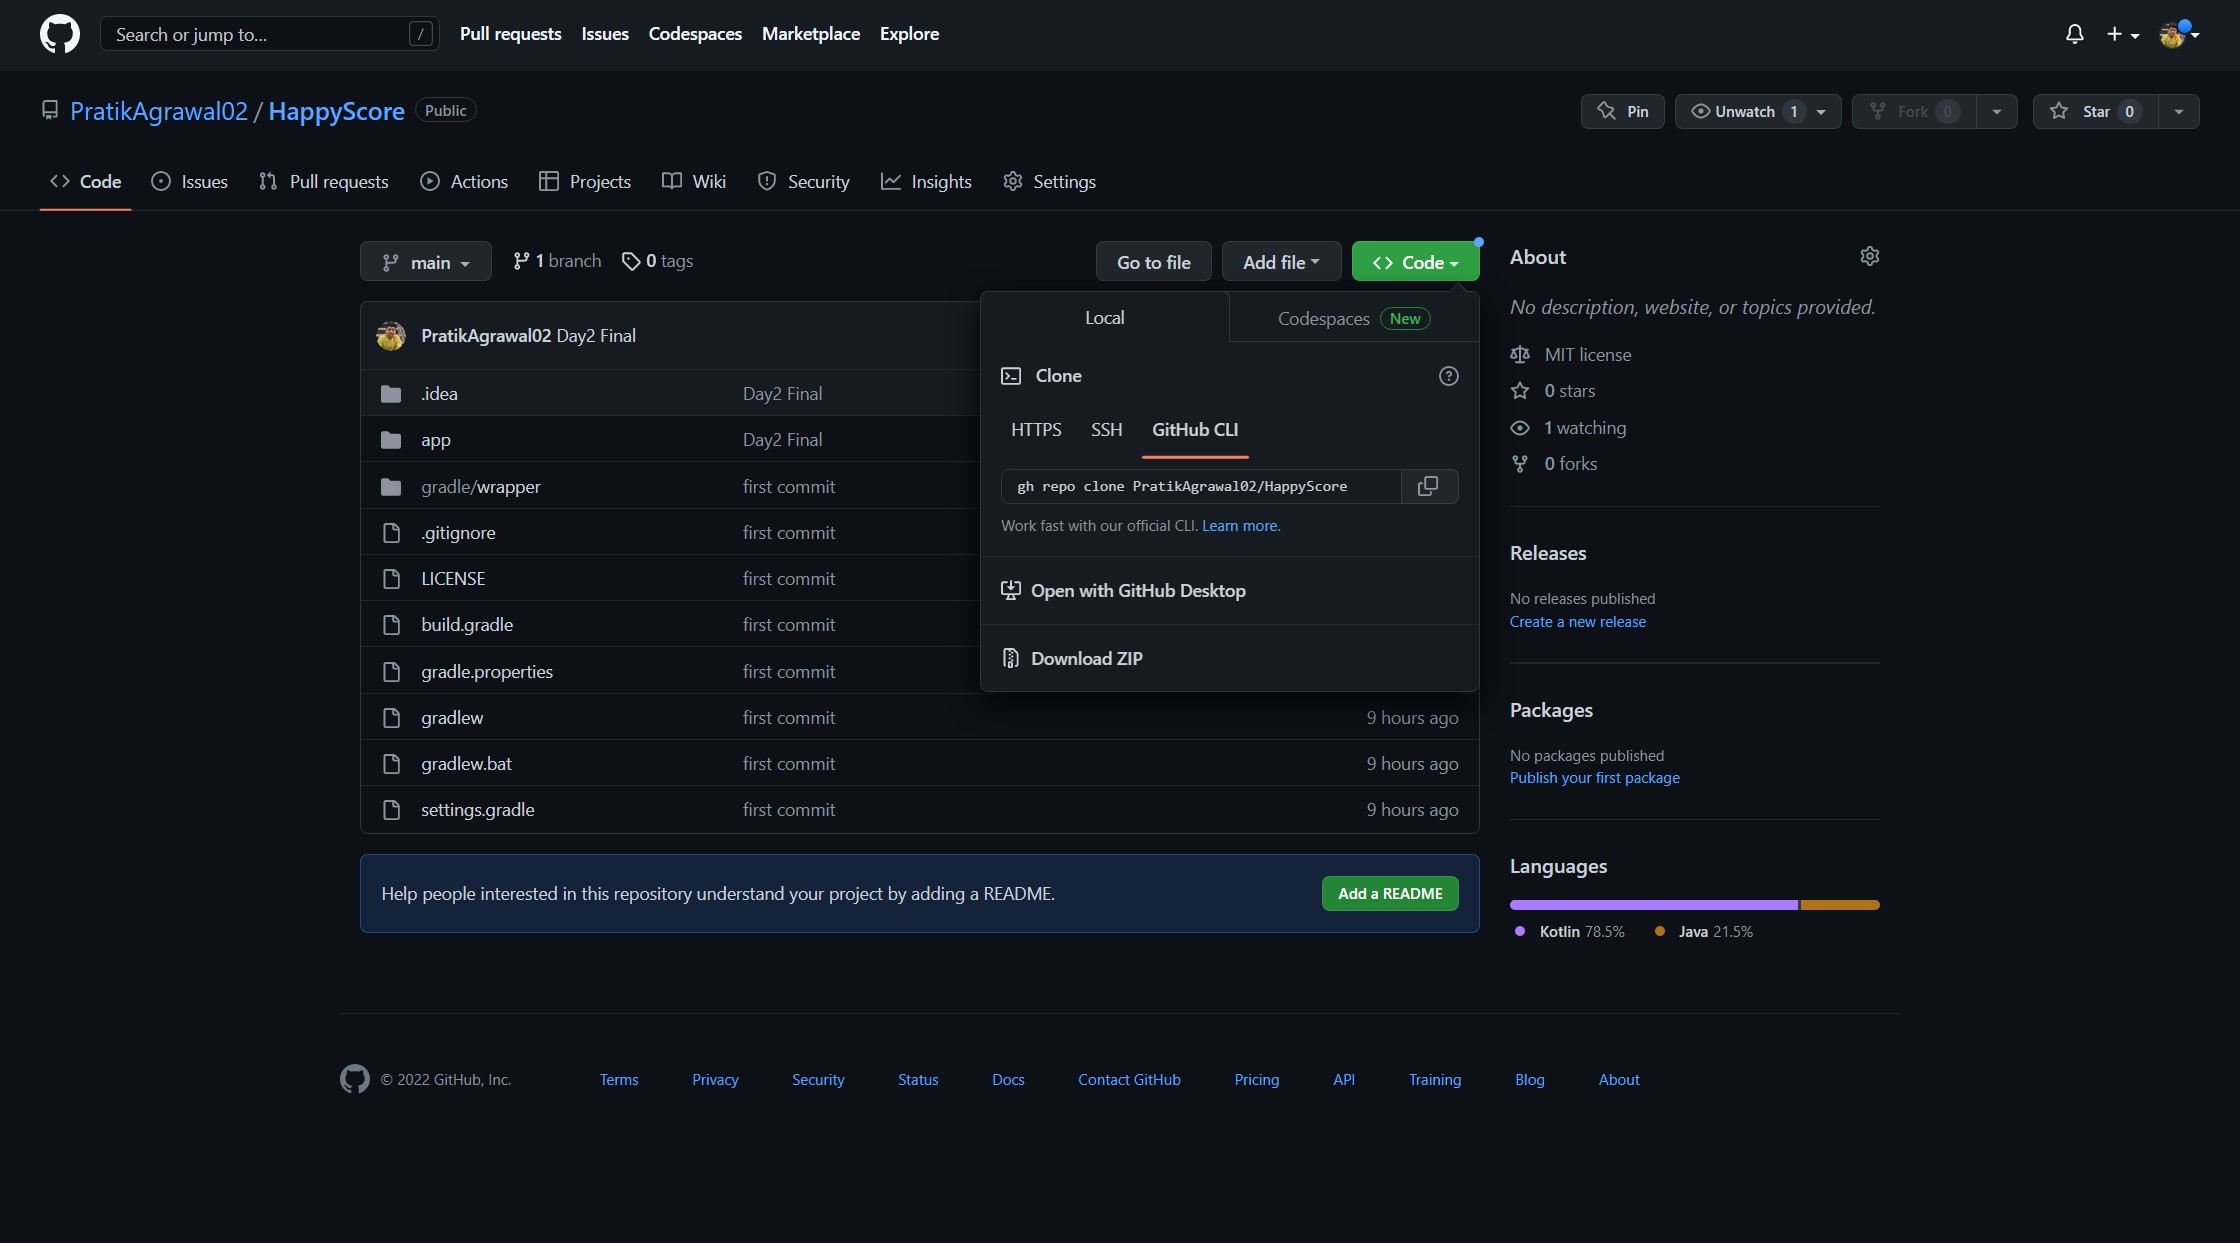 Search or jump to... /
Pull requests Issues Codespaces Marketplace Explore
PratikAgrawal02 / HappyScore Public
Pin
Unwatch 1
Fork 0
Star 0
Code Issues Pull requests Actions Projects Wiki Security Insights Settings
main 1 branch 0 tags
Go to file Add file Code
PratikAgrawal02 Day2 Final
.idea Day2 Final
app Day2 Final
gradle/wrapper first commit
.gitignore first commit
LICENSE first commit
build.gradle first commit
gradle.properties first commit
gradlew first commit 9 hours ago
gradlew.bat first commit 9 hours ago
settings.gradle first commit 9 hours ago
Local Codespaces New
Clone
HTTPS SSH GitHub CLI
gh repo clone PratikAgrawal02/HappyScore
Work fast with our official CLI. Learn more.
Open with GitHub Desktop
Download ZIP
Help people interested in this repository understand your project by adding a README. Add a README
About
No description, website, or topics provided.
MIT license
0 stars
1 watching
0 forks
Releases
No releases published
Create a new release
Packages
No packages published
Publish your first package
Languages
Kotlin 78.5% Java 21.5%
© 2022 GitHub, Inc. Terms Privacy Security Status Docs Contact GitHub Pricing API Training Blog About